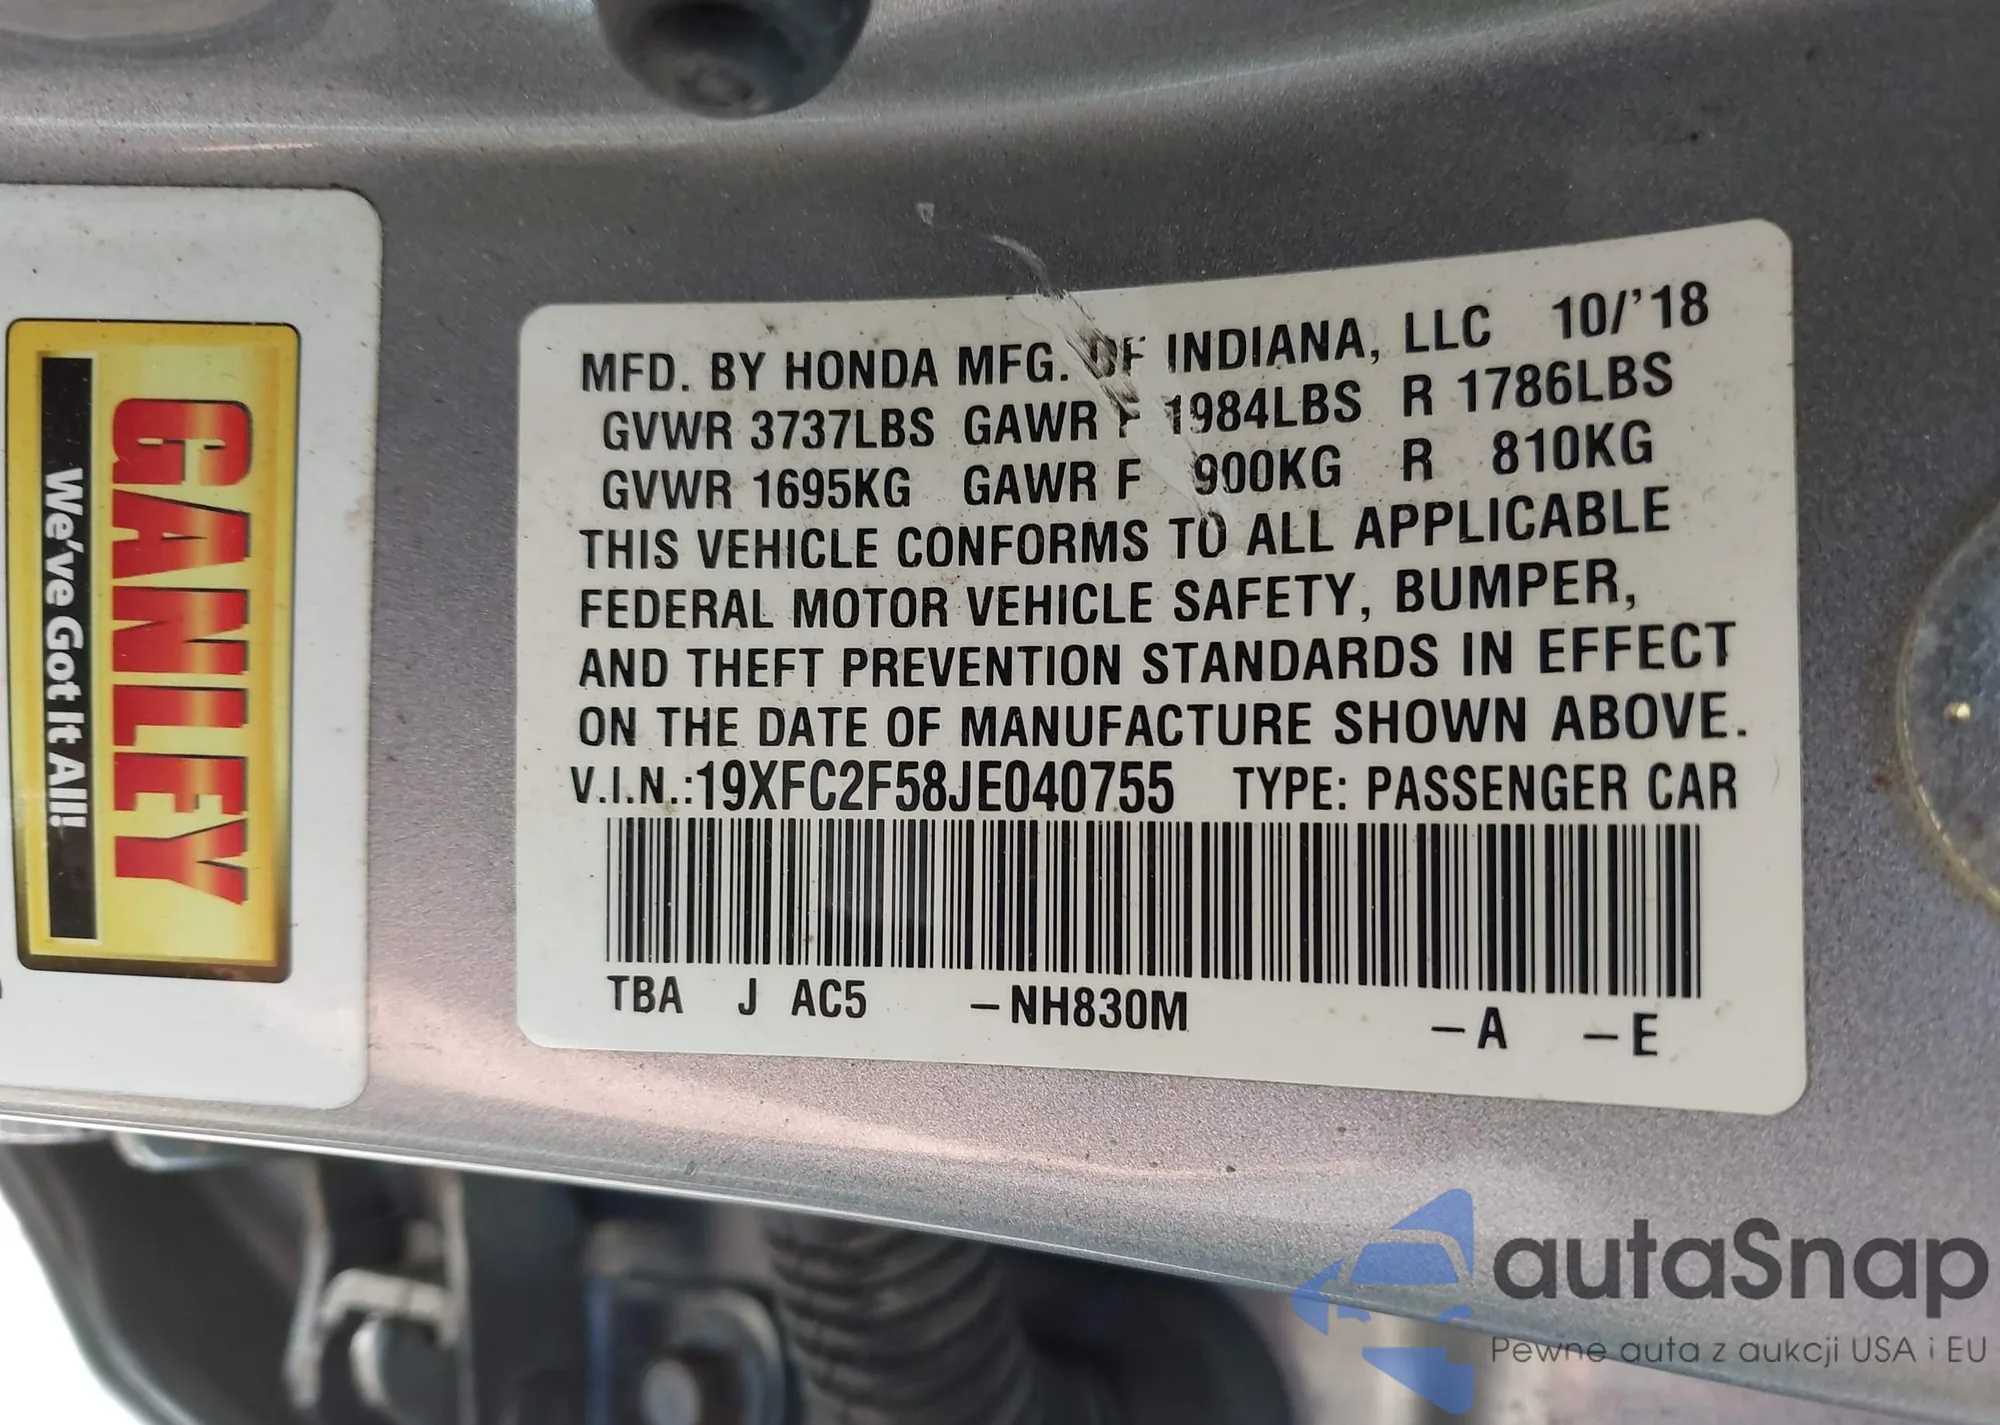 GANLEY
We've Got It All!
MFD. BY HONDA MFG. OF INDIANA, LLC 10/'18
GVWR 3737LBS GAWR F 1984LBS R 1786LBS
GVWR 1695KG GAWR F 900KG R 810KG
THIS VEHICLE CONFORMS TO ALL APPLICABLE
FEDERAL MOTOR VEHICLE SAFETY, BUMPER,
AND THEFT PREVENTION STANDARDS IN EFFECT
ON THE DATE OF MANUFACTURE SHOWN ABOVE.
V.I.N.:19XFC2F58JE040755 TYPE: PASSENGER CAR
TBA J AC5 –NH830M –A –E
autaSnap
Pewne auta z aukcji USA i EU